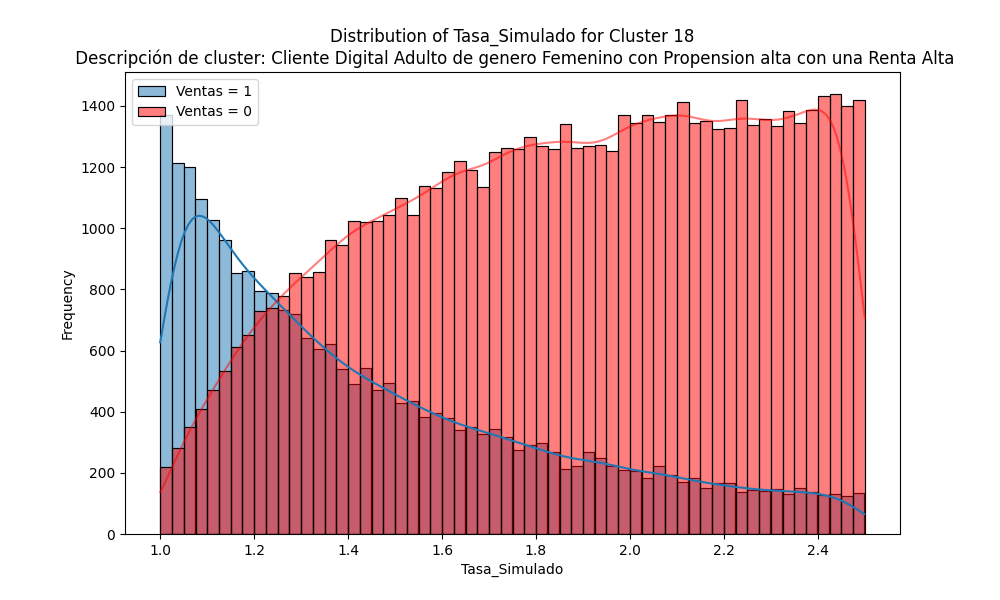 Distribution of Tasa_Simulado for Cluster 18
Descripción de cluster: Cliente Digital Adulto de genero Femenino con Propension alta con una Renta Alta
Ventas = 1
Ventas = 0
1400
1200
1000
800
600
400
200
0
Frequency
1.0 1.2 1.4 1.6 1.8 2.0 2.2 2.4
Tasa_Simulado